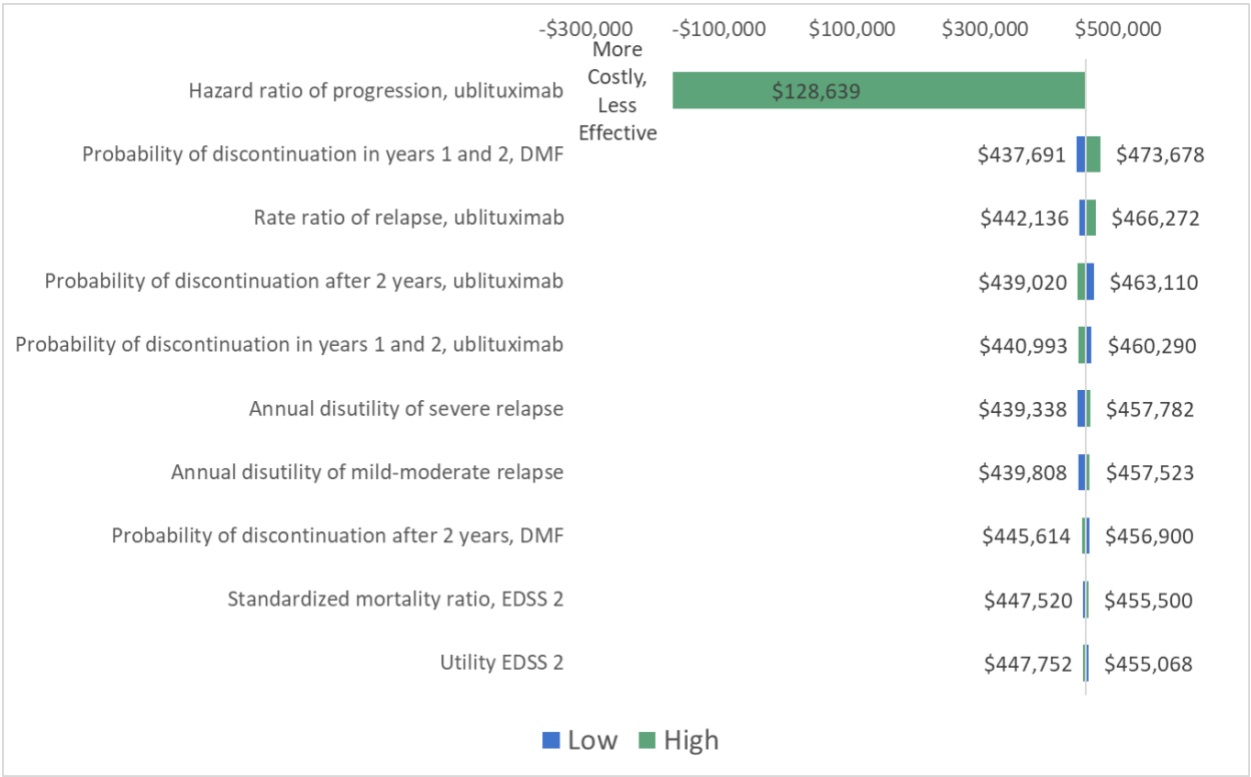 -$300,000 -$100,000 $100,000 $300,000 $500,000
More
Costly,
Less
Effective
Hazard ratio of progression, ublituximab $128,639
Probability of discontinuation in years 1 and 2, DMF $437,691 $473,678
Rate ratio of relapse, ublituximab $442,136 $466,272
Probability of discontinuation after 2 years, ublituximab $439,020 $463,110
Probability of discontinuation in years 1 and 2, ublituximab $440,993 $460,290
Annual disutility of severe relapse $439,338 $457,782
Annual disutility of mild-moderate relapse $439,808 $457,523
Probability of discontinuation after 2 years, DMF $445,614 $456,900
Standardized mortality ratio, EDSS 2 $447,520 $455,500
Utility EDSS 2 $447,752 $455,068
Low High